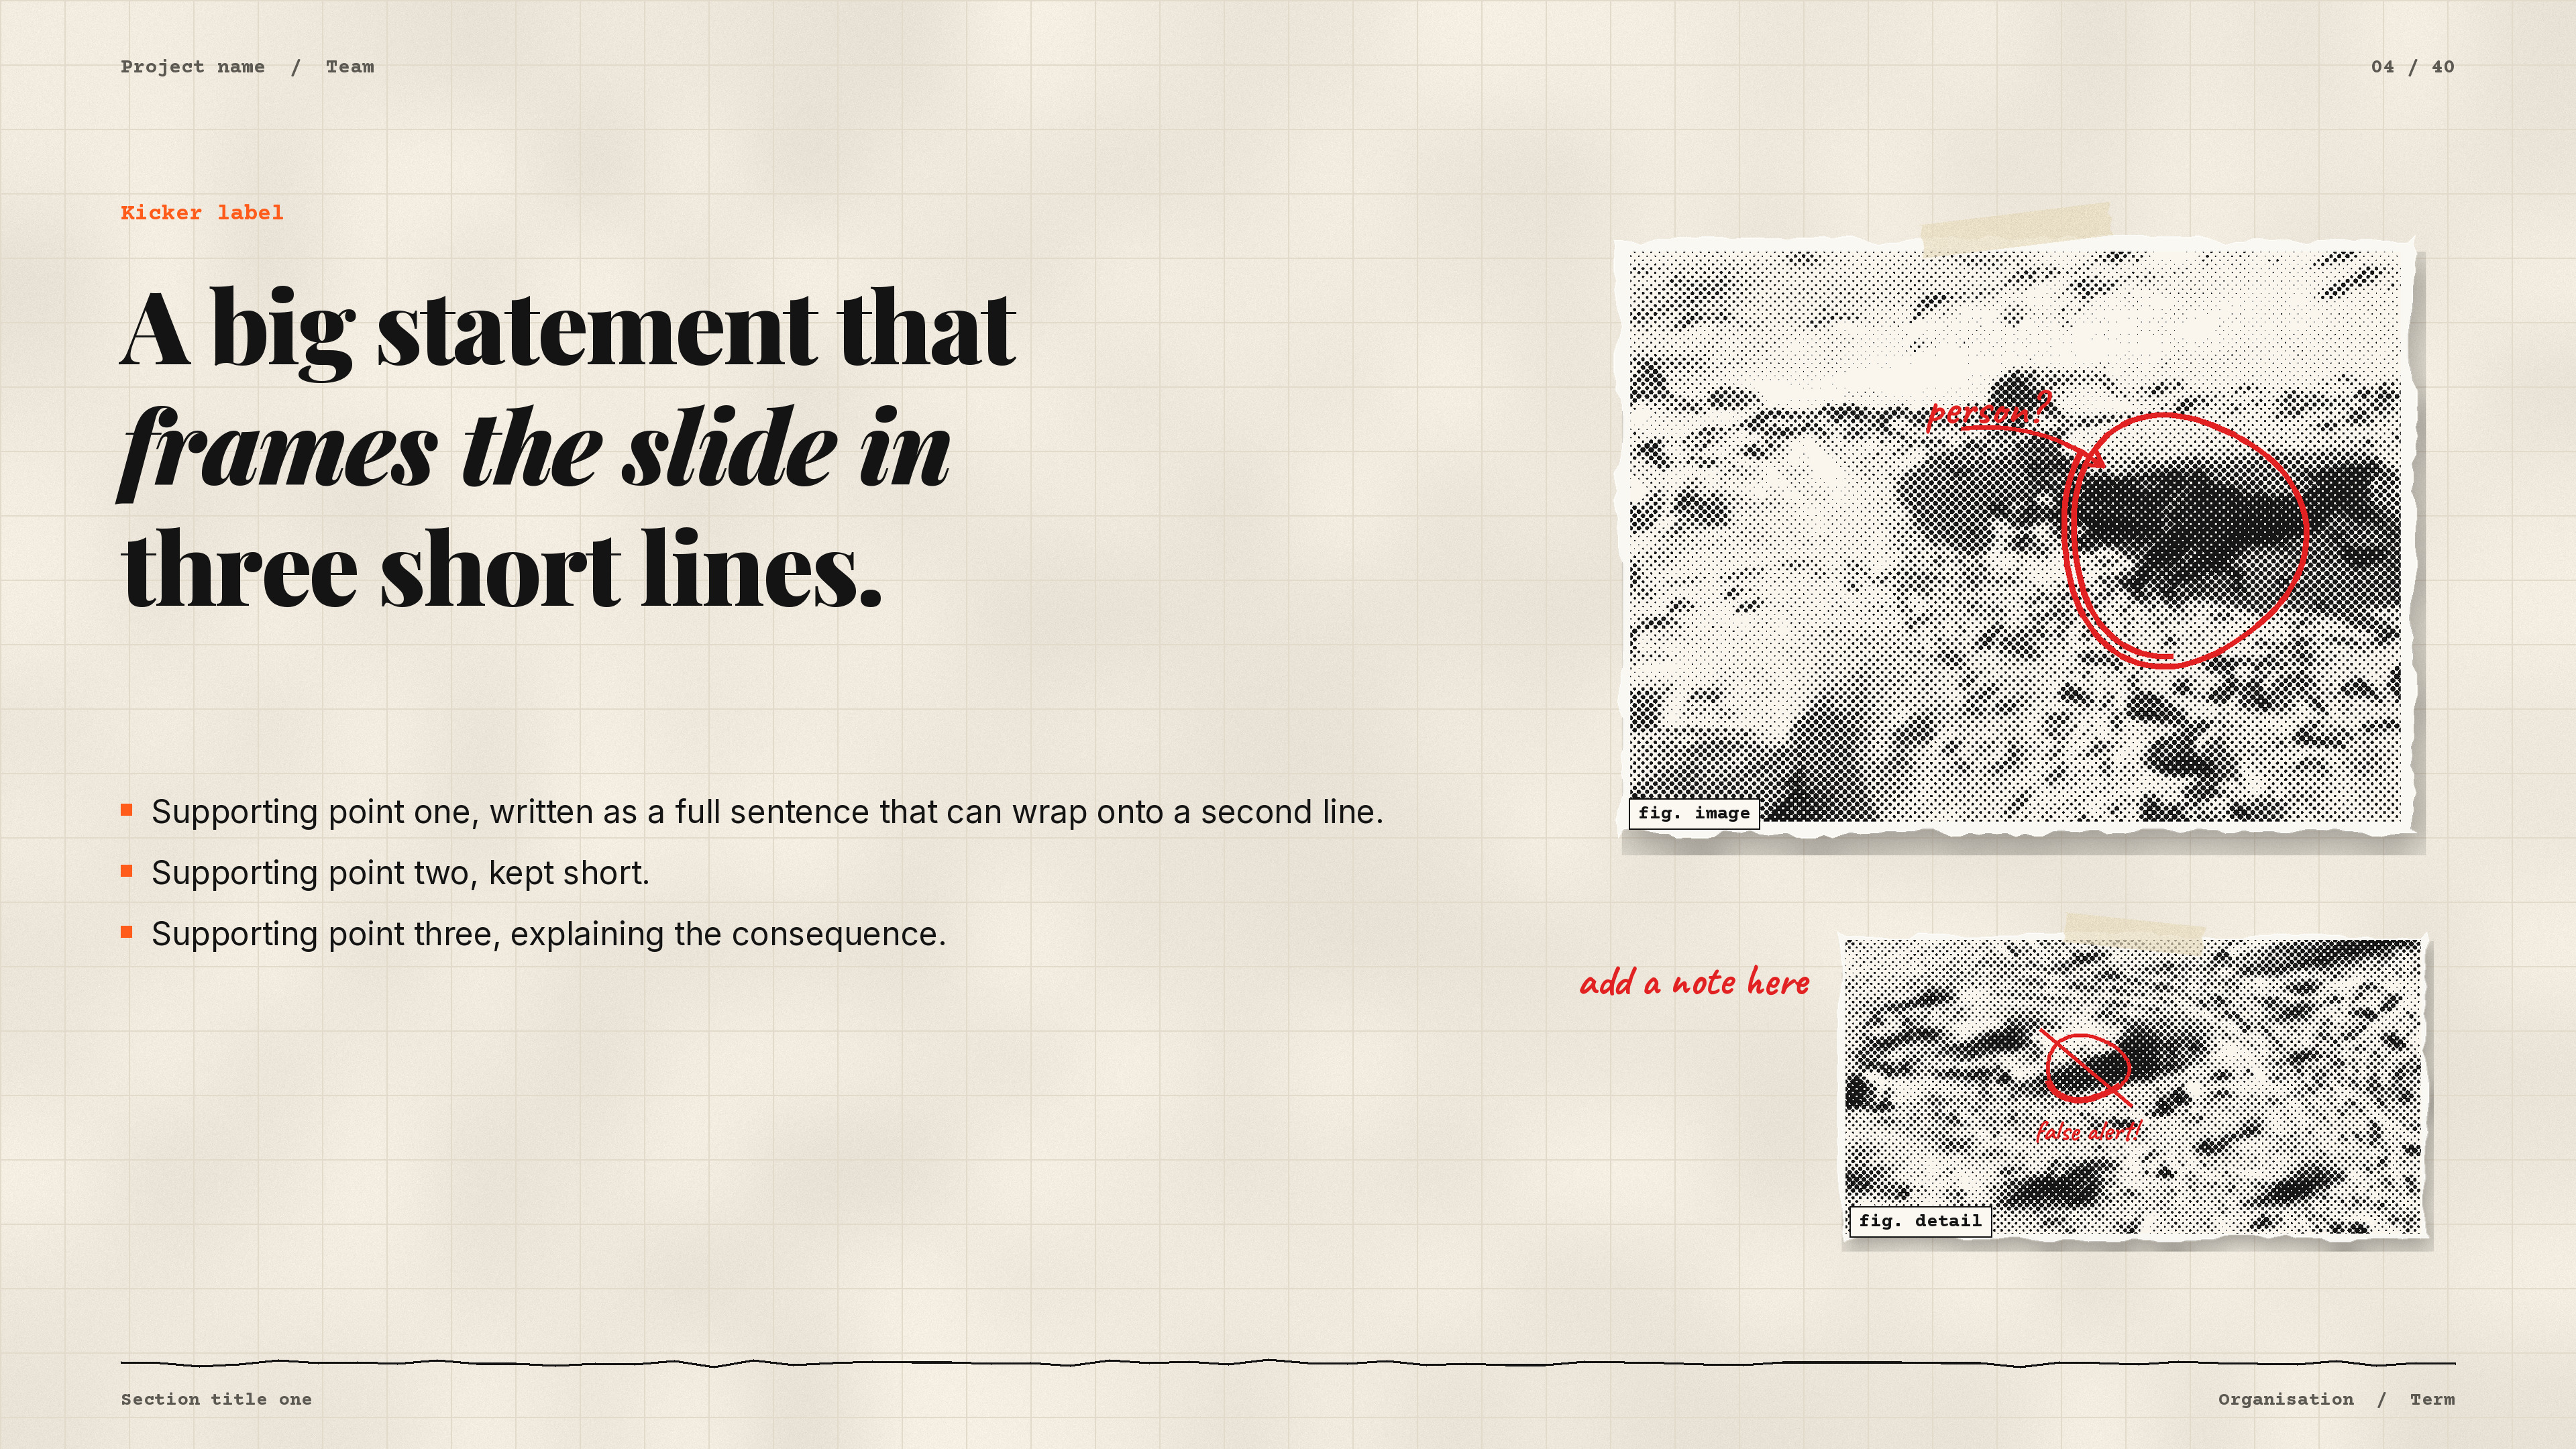 Project name / Team
04 / 40
Kicker label
A big statement that
frames the slide in
three short lines.
Supporting point one, written as a full sentence that can wrap onto a second line.
Supporting point two, kept short.
Supporting point three, explaining the consequence.
person?
fig. image
add a note here
false alert!
fig. detail
Section title one
Organisation / Term